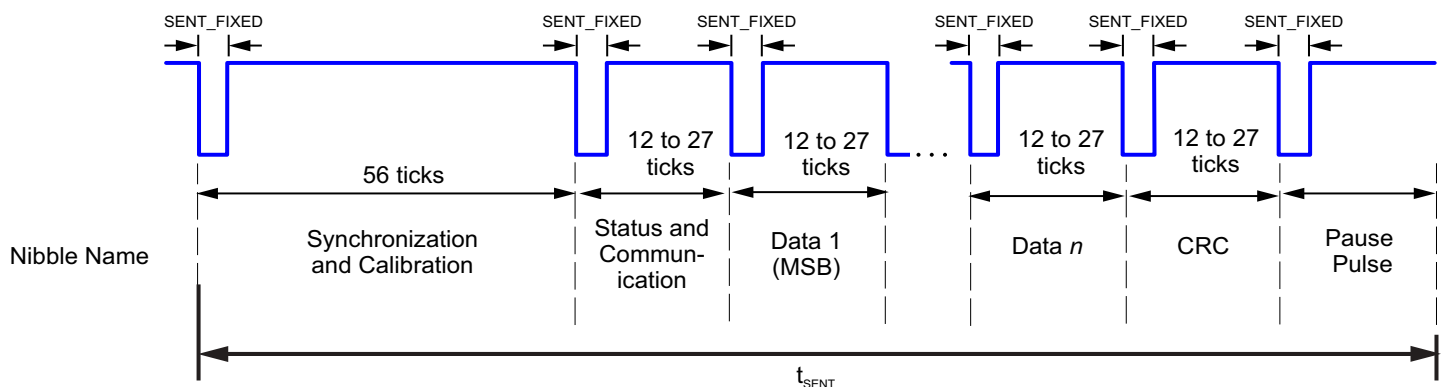 SENT_FIXED SENT_FIXED SENT_FIXED SENT_FIXED SENT_FIXED SENT_FIXED
56 ticks
12 to 27
ticks
12 to 27
ticks
...
12 to 27
ticks
12 to 27
ticks
Nibble Name
Synchronization
and Calibration
Status and
Commun-
ication
Data 1
(MSB)
Data n
CRC
Pause
Pulse
tSENT